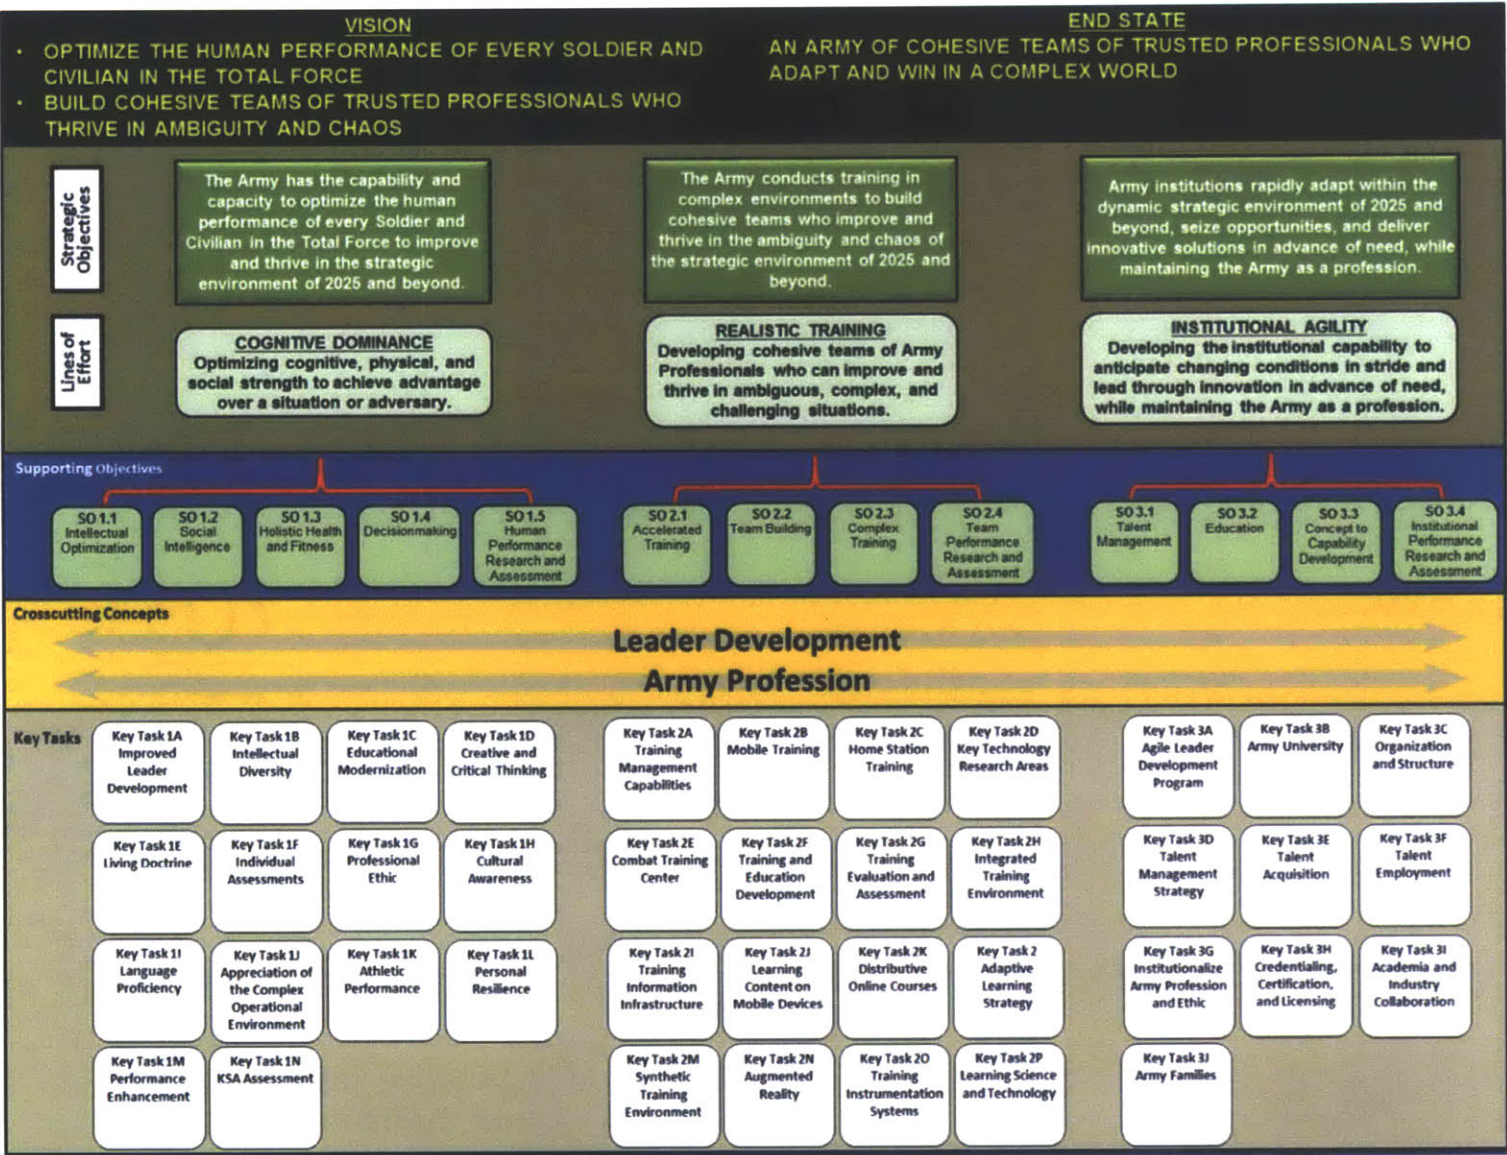 VISION
• OPTIMIZE THE HUMAN PERFORMANCE OF EVERY SOLDIER AND
CIVILIAN IN THE TOTAL FORCE
• BUILD COHESIVE TEAMS OF TRUSTED PROFESSIONALS WHO
THRIVE IN AMBIGUITY AND CHAOS
END STATE
AN ARMY OF COHESIVE TEAMS OF TRUSTED PROFESSIONALS WHO
ADAPT AND WIN IN A COMPLEX WORLD
Strategic
Objectives
The Army has the capability and
capacity to optimize the human
performance of every Soldier and
Civilian in the Total Force to improve
and thrive in the strategic
environment of 2025 and beyond.
The Army conducts training in
complex environments to build
cohesive teams who improve and
thrive in the ambiguity and chaos of
the strategic environment of 2025 and
beyond.
Army institutions rapidly adapt within the
dynamic strategic environment of 2025 and
beyond, seize opportunities, and deliver
innovative solutions in advance of need, while
maintaining the Army as a profession.
Lines of
Effort
COGNITIVE DOMINANCE
Optimizing cognitive, physical, and
social strength to achieve advantage
over a situation or adversary.
REALISTIC TRAINING
Developing cohesive teams of Army
Professionals who can improve and
thrive in ambiguous, complex, and
challenging situations.
INSTITUTIONAL AGILITY
Developing the institutional capability to
anticipate changing conditions in stride and
lead through innovation in advance of need,
while maintaining the Army as a profession.
Supporting Objectives
SO 1.1
Intellectual
Optimization
SO 1.2
Social
Intelligence
SO 1.3
Holistic Health
and Fitness
SO 1.4
Decisionmaking
SO 1.5
Human
Performance
Research and
Assessment
SO 2.1
Accelerated
Training
SO 2.2
Team Building
SO 2.3
Complex
Training
SO 2.4
Team
Performance
Research and
Assessment
SO 3.1
Talent
Management
SO 3.2
Education
SO 3.3
Concept to
Capability
Development
SO 3.4
Institutional
Performance
Research and
Assessment
Crosscutting Concepts
Leader Development
Army Profession
Key Tasks
Key Task 1A
Improved
Leader
Development
Key Task 1B
Intellectual
Diversity
Key Task 1C
Educational
Modernization
Key Task 1D
Creative and
Critical Thinking
Key Task 1E
Living Doctrine
Key Task 1F
Individual
Assessments
Key Task 1G
Professional
Ethic
Key Task 1H
Cultural
Awareness
Key Task 1I
Language
Proficiency
Key Task 1J
Appreciation of
the Complex
Operational
Environment
Key Task 1K
Athletic
Performance
Key Task 1L
Personal
Resilience
Key Task 1M
Performance
Enhancement
Key Task 1N
KSA Assessment
Key Task 2A
Training
Management
Capabilities
Key Task 2B
Mobile Training
Key Task 2C
Home Station
Training
Key Task 2D
Key Technology
Research Areas
Key Task 2E
Combat Training
Center
Key Task 2F
Training and
Education
Development
Key Task 2G
Training
Evaluation and
Assessment
Key Task 2H
Integrated
Training
Environment
Key Task 2I
Training
Information
Infrastructure
Key Task 2J
Learning
Content on
Mobile Devices
Key Task 2K
Distributive
Online Courses
Key Task 2
Adaptive
Learning
Strategy
Key Task 2M
Synthetic
Training
Environment
Key Task 2N
Augmented
Reality
Key Task 2O
Training
Instrumentation
Systems
Key Task 2P
Learning Science
and Technology
Key Task 3A
Agile Leader
Development
Program
Key Task 3B
Army University
Key Task 3C
Organization
and Structure
Key Task 3D
Talent
Management
Strategy
Key Task 3E
Talent
Acquisition
Key Task 3F
Talent
Employment
Key Task 3G
Institutionalize
Army Profession
and Ethic
Key Task 3H
Credentialing,
Certification,
and Licensing
Key Task 3I
Academia and
Industry
Collaboration
Key Task 3J
Army Families